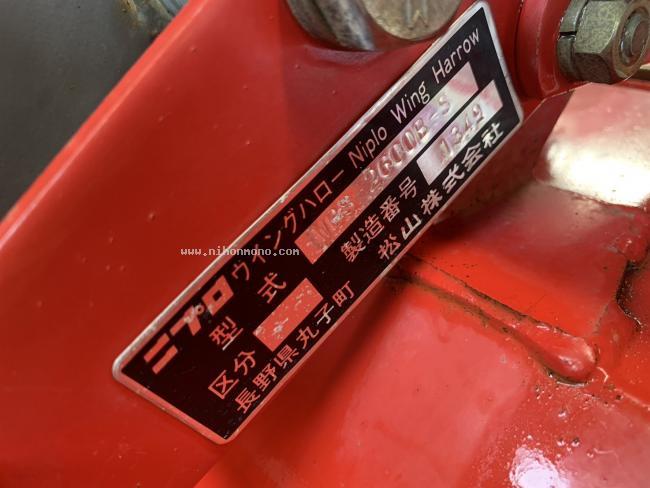 ニプロ ウイングハロー Niplo Wing Harrow
型式 2600B-S
区分 製造番号 1349
長野県丸子町 松山株式会社
www.nihonmono.com